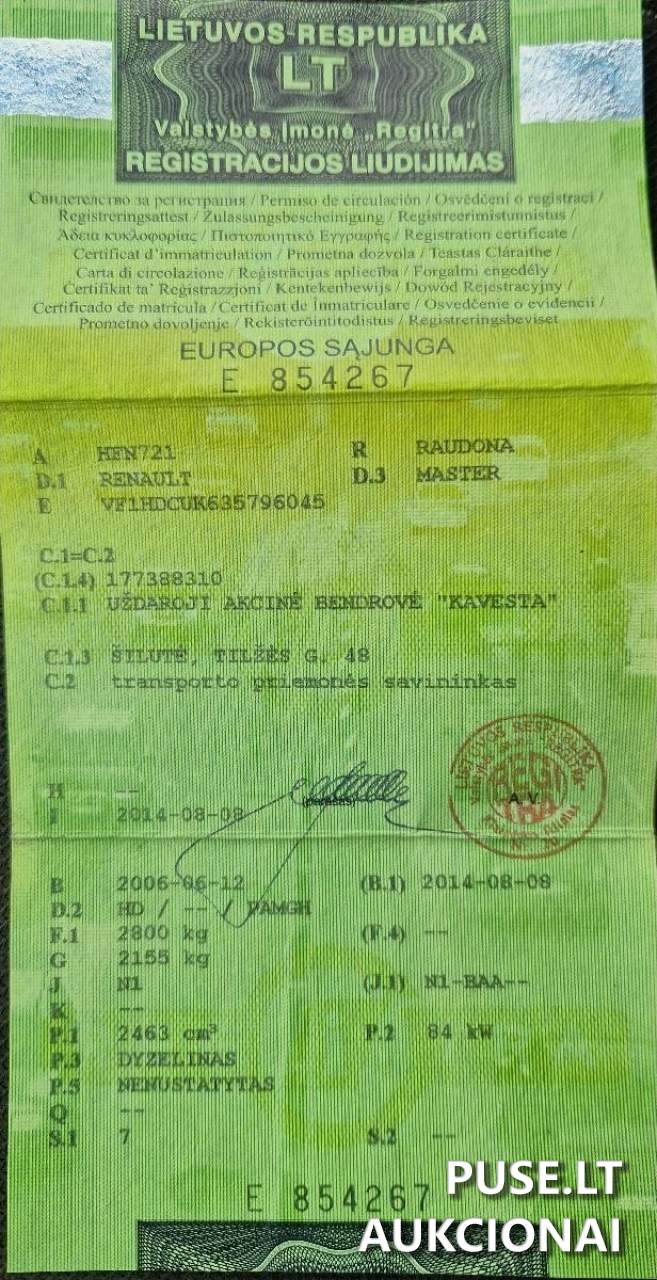 LIETUVOS RESPUBLIKA
LT
Valstybės įmonė „Regitra“
REGISTRACIJOS LIUDIJIMAS
Свидетелство за регистрация / Permiso de circulación / Osvědčení o registraci /
Registreringsattest / Zulassungsbescheinigung / Registreerimistunnistus /
Άδεια κυκλοφορίας / Πιστοποιητικό Εγγραφής / Registration certificate /
Certificat d'immatriculation / Prometna dozvola / Teastas Cláraithe /
Carta di circolazione / Reģistrācijas apliecība / Forgalmi engedély /
Ċertifikat ta' Reġistrazzjoni / Kentekenbewijs / Dowód Rejestracyjny /
Certificado de matrícula / Certificat de înmatriculare / Osvedčenie o evidencii /
Prometno dovoljenje / Rekisteröintitodistus / Registreringsbeviset
EUROPOS SĄJUNGA
E 854267
A HFN721 R RAUDONA
D.1 RENAULT D.3 MASTER
E VF1HDCUK635796045
C.1=C.2
(C.1.4) 177388310
C.1.1 UŽDAROJI AKCINĖ BENDROVĖ "KAVESTA"
C.1.3 ŠILUTĖ, TILŽĖS G. 48
C.2 transporto priemonės savininkas
H --
I 2014-08-08
(parašas)
A.V.
LIETUVOS RESPUBLIKA
REGITRA
B 2006-06-12 (B.1) 2014-08-08
D.2 HD / -- / DAMGH
F.1 2800 kg (F.4) --
G 2155 kg
J N1 (J.1) N1-BAA--
K --
P.1 2463 cm³ P.2 84 kW
P.3 DYZELINAS
P.5 NENUSTATYTAS
Q --
S.1 7 S.2 --
E 854267
PUSE.LT
AUKCIONAI